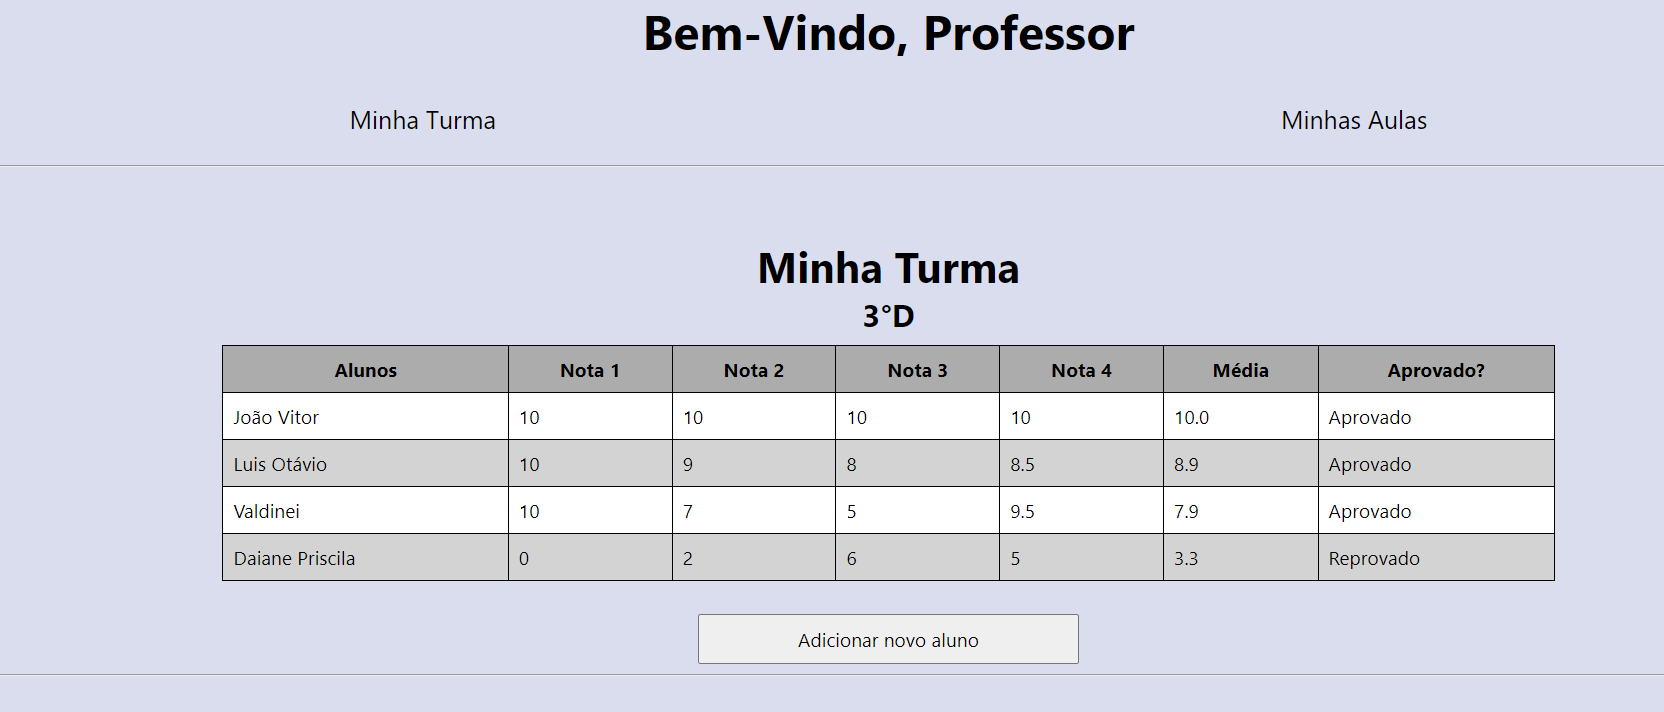 Bem-Vindo, Professor
Minha Turma Minhas Aulas
Minha Turma
3°D
Alunos Nota 1 Nota 2 Nota 3 Nota 4 Média Aprovado?
João Vitor 10 10 10 10 10.0 Aprovado
Luis Otávio 10 9 8 8.5 8.9 Aprovado
Valdinei 10 7 5 9.5 7.9 Aprovado
Daiane Priscila 0 2 6 5 3.3 Reprovado
Adicionar novo aluno